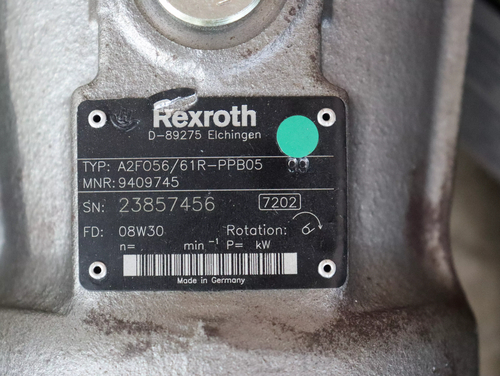 Rexroth
D-89275 Elchingen
TYP: A2FO56/61R-PPB05
MNR: 9409745
SN: 23857456 7202
FD: 08W30 Rotation:
n= min⁻¹ P= kW
Made in Germany